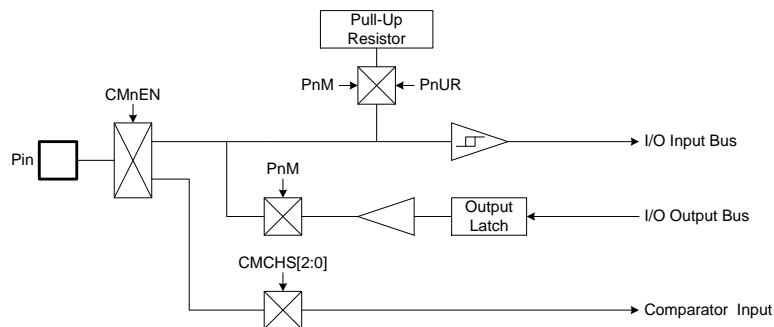 Pull-Up
Resistor
PnM
PnUR
CMnEN
Pin
I/O Input Bus
PnM
Output
Latch
I/O Output Bus
CMCHS[2:0]
Comparator Input